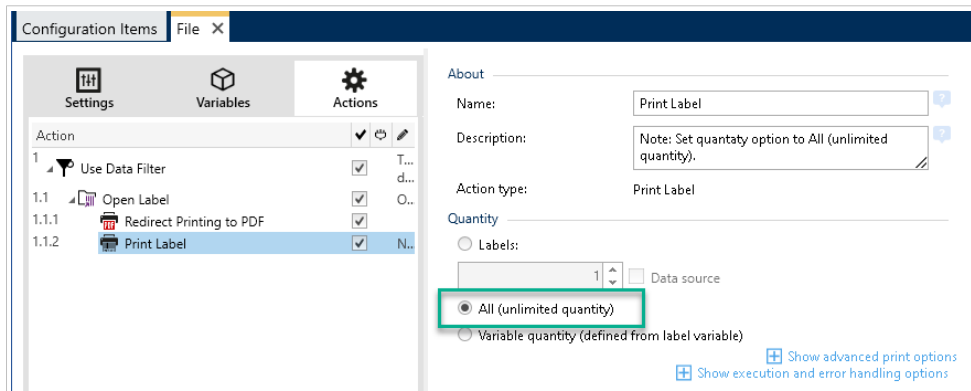 Configuration Items
File
Settings
Variables
Actions
Action
1
Use Data Filter
T...
d...
1.1
Open Label
O..
1.1.1
Redirect Printing to PDF
1.1.2
Print Label
N..
About
Name:
Print Label
?
Description:
Note: Set quantaty option to All (unlimited
quantity).
?
Action type:
Print Label
Quantity
Labels:
1
Data source
All (unlimited quantity)
Variable quantity (defined from label variable)
Show advanced print options
Show execution and error handling options